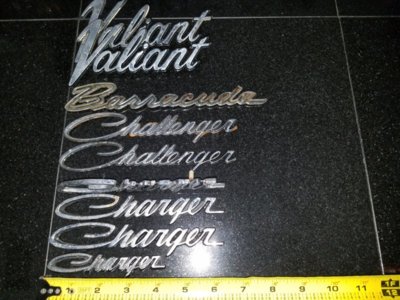 Valiant
Valiant
Barracuda
Challenger
Challenger
Charger
Charger
Charger
1 2 3 4 5 6 7 8 9 10 11